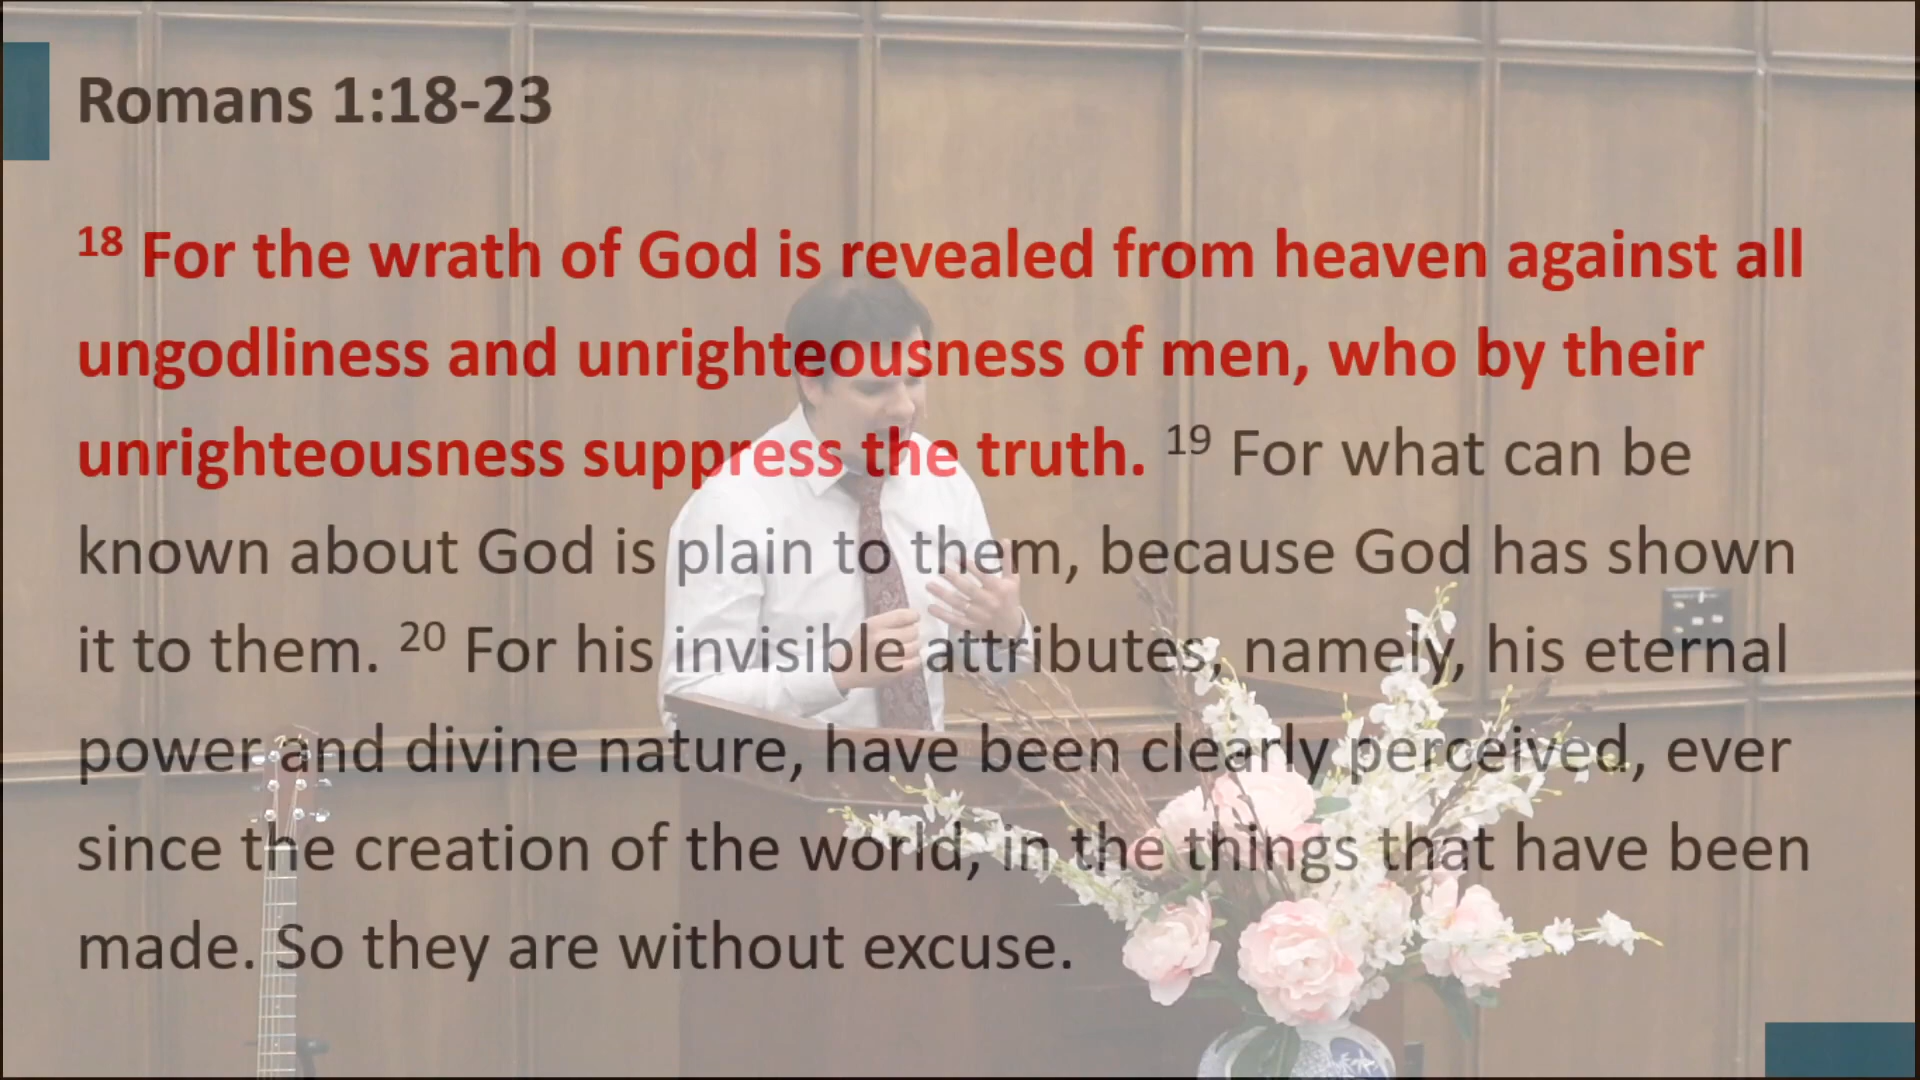 Romans 1:18-23
18 For the wrath of God is revealed from heaven against all
ungodliness and unrighteousness of men, who by their
unrighteousness suppress the truth. 19 For what can be
known about God is plain to them, because God has shown
it to them. 20 For his invisible attributes, namely, his eternal
power and divine nature, have been clearly perceived, ever
since the creation of the world, in the things that have been
made. So they are without excuse.